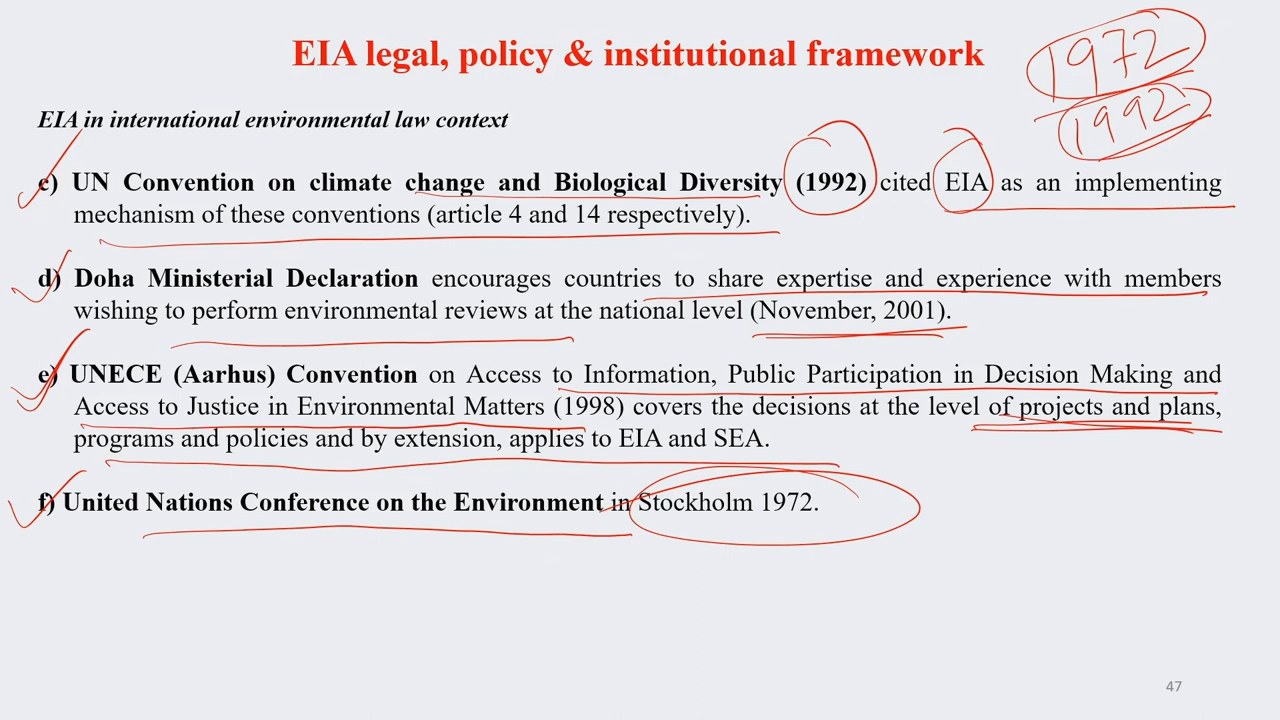 EIA legal, policy & institutional framework
1972
1992
EIA in international environmental law context
c) UN Convention on climate change and Biological Diversity (1992) cited EIA as an implementing
mechanism of these conventions (article 4 and 14 respectively).
d) Doha Ministerial Declaration encourages countries to share expertise and experience with members
wishing to perform environmental reviews at the national level (November, 2001).
e) UNECE (Aarhus) Convention on Access to Information, Public Participation in Decision Making and
Access to Justice in Environmental Matters (1998) covers the decisions at the level of projects and plans,
programs and policies and by extension, applies to EIA and SEA.
f) United Nations Conference on the Environment in Stockholm 1972.
47